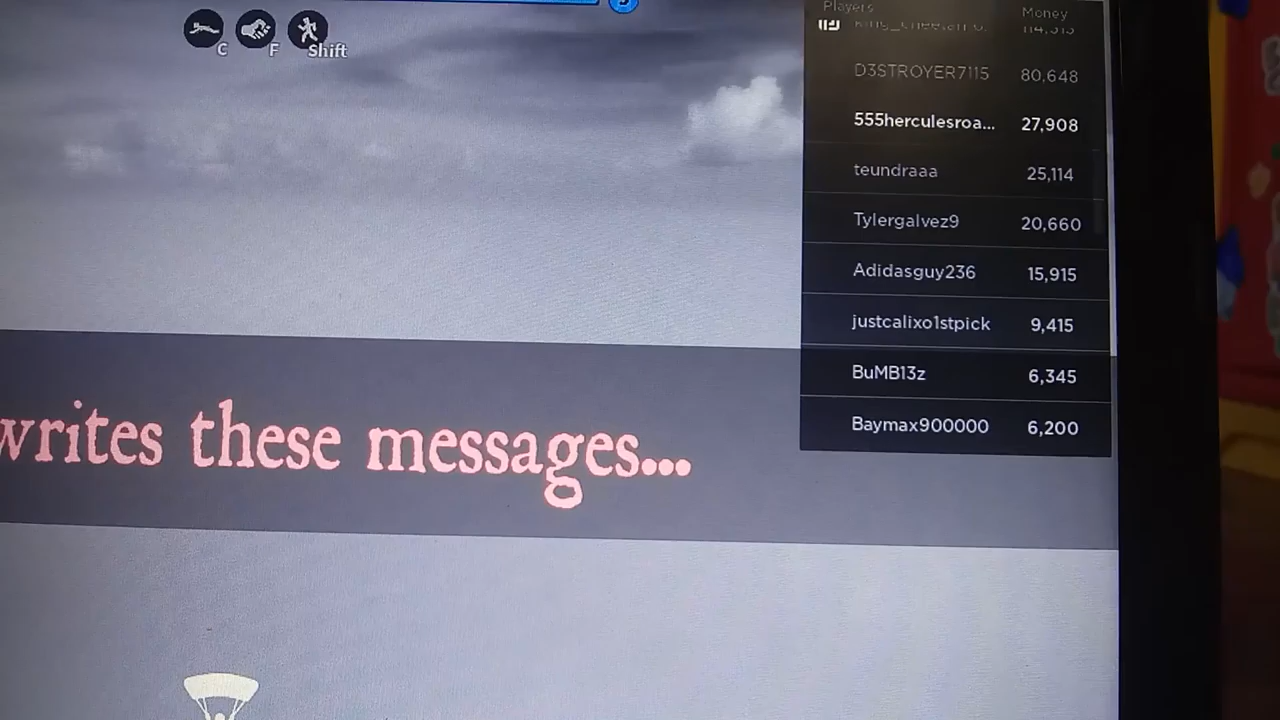 Players Money
D3STROYER7115 80,648
555herculesroa... 27,908
teundraaa 25,114
Tylergalvez9 20,660
Adidasguy236 15,915
justcalixo1stpick 9,415
BuMB13z 6,345
Baymax900000 6,200
C F Shift
writes these messages...